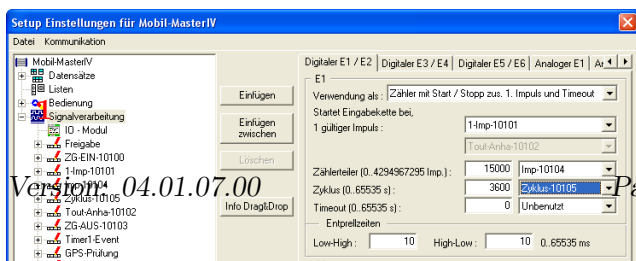 Setup Einstellungen für Mobil-MasterIV
Datei Kommunikation
Mobil-MasterIV
Datensätze
Listen
Bedienung
Signalverarbeitung
IO - Modul
Freigabe
ZG-EIN-10100
1-Imp-10101
Imp-10104
Zyklus-10105
Tout-Anha-10102
ZG-AUS-10103
Timer1-Event
GPS-Prüfung
Einfügen
Einfügen
zwischen
Löschen
Info Drag&Drop
Digitaler E1 / E2 Digitaler E3 / E4 Digitaler E5 / E6 Analoger E1
E1
Verwendung als : Zähler mit Start / Stopp zus. 1. Impuls und Timeout
Startet Eingabekette bei,
1 gültiger Impuls : 1-Imp-10101
Tout-Anha-10102
Zählerteiler (0..4294967295 Imp.) : 15000 Imp-10104
Zyklus (0..65535 s) : 3600 Zyklus-10105
Timeout (0..65535 s) : 0 Unbenutzt
Entprellzeiten
Low-High : 10 High-Low : 10 0..65535 ms
Version: 04.01.07.00 Pa